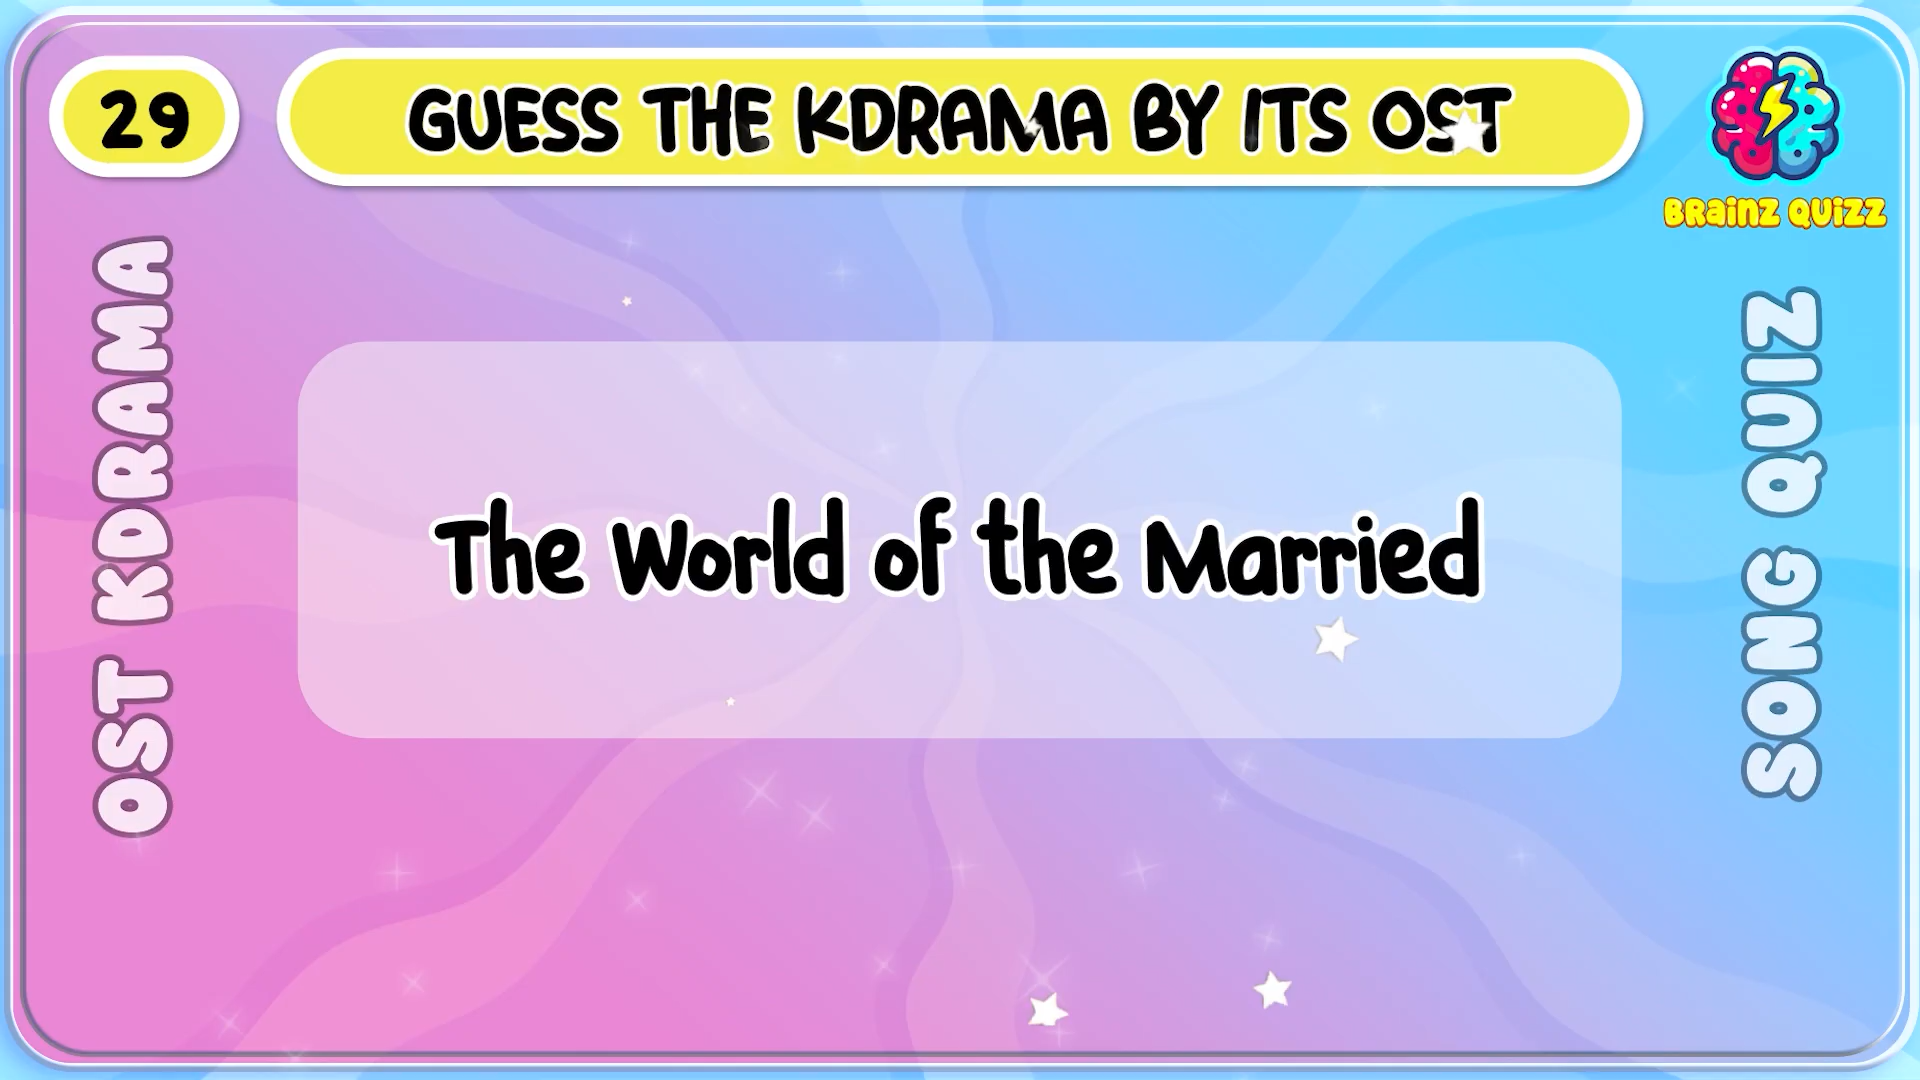 29
GUESS THE KDRAMA BY ITS OST
BRainZ QUiZZ
OST KDRAMA
The World of the Married
SONG QUIZ